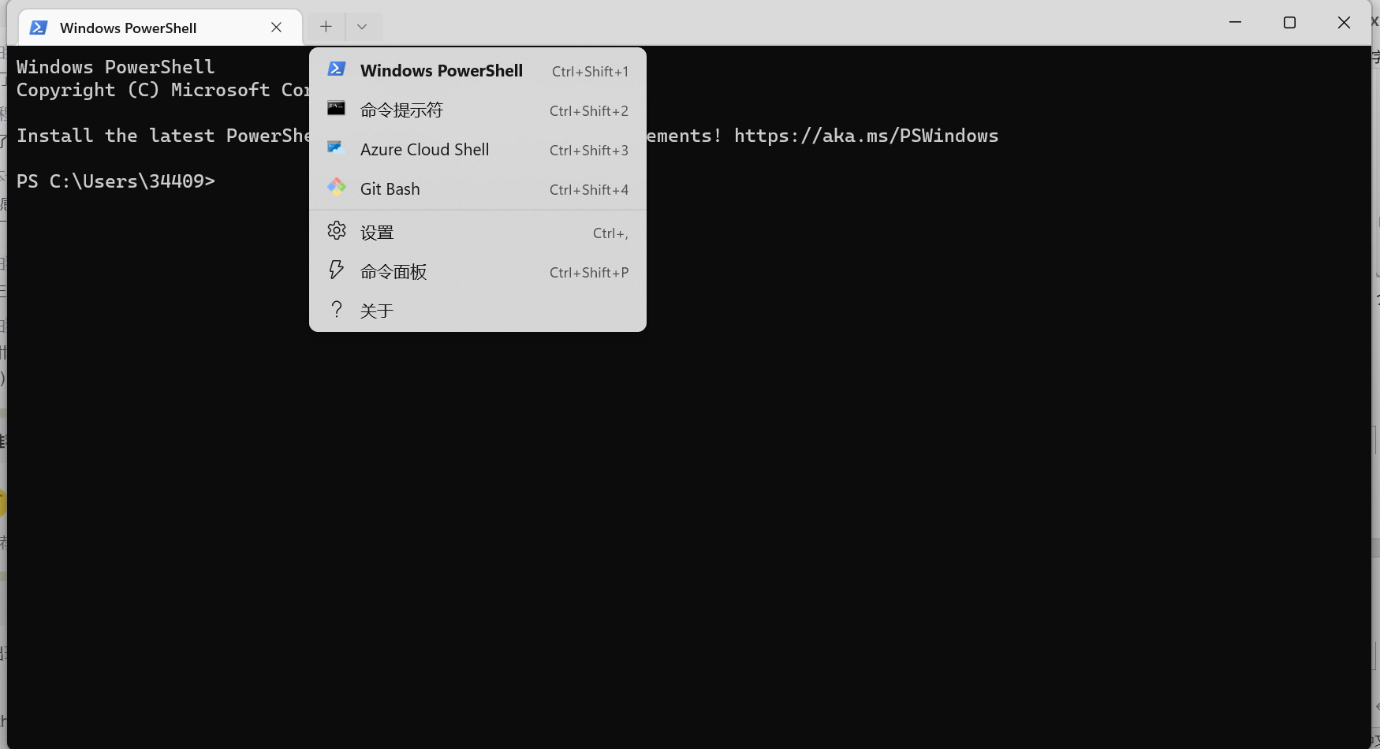 Windows PowerShell
Windows PowerShell
Copyright (C) Microsoft Cor
Install the latest PowerShe ements! https://aka.ms/PSWindows
PS C:\Users\34409>
Windows PowerShell Ctrl+Shift+1
命令提示符 Ctrl+Shift+2
Azure Cloud Shell Ctrl+Shift+3
Git Bash Ctrl+Shift+4
设置 Ctrl+,
命令面板 Ctrl+Shift+P
关于